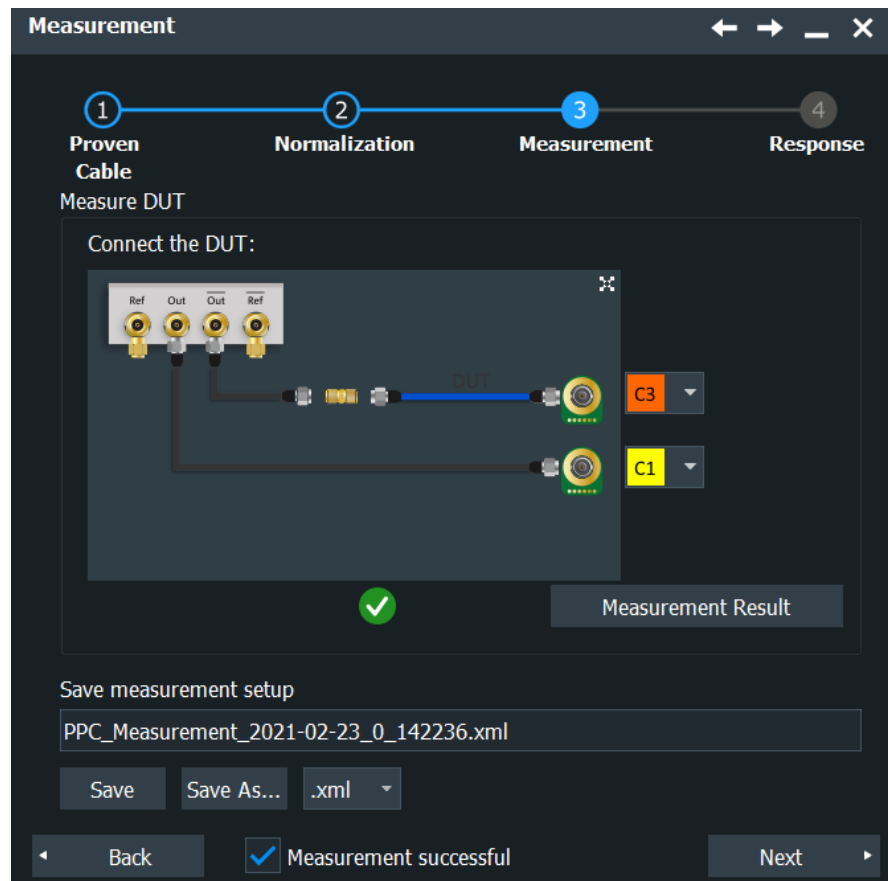 Measurement
1 2 3 4
Proven Cable Normalization Measurement Response
Measure DUT
Connect the DUT:
Ref Out Out Ref
DUT
C3
C1
Measurement Result
Save measurement setup
PPC_Measurement_2021-02-23_0_142236.xml
Save Save As... .xml
Back Measurement successful Next